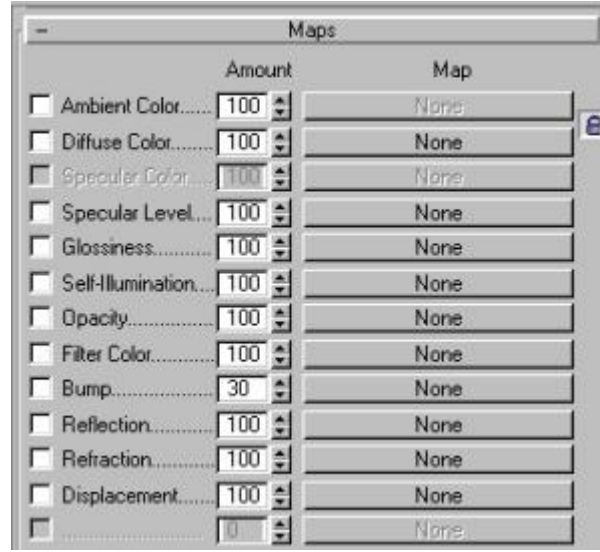 - Maps
Amount Map
Ambient Color...... 100 None
Diffuse Color........ 100 None
Specular Color... 100 None
Specular Level.... 100 None
Glossiness........... 100 None
Self-Illumination.... 100 None
Opacity................ 100 None
Filter Color........... 100 None
Bump................... 30 None
Reflection............ 100 None
Refraction............ 100 None
Displacement....... 100 None
......................... 0 None